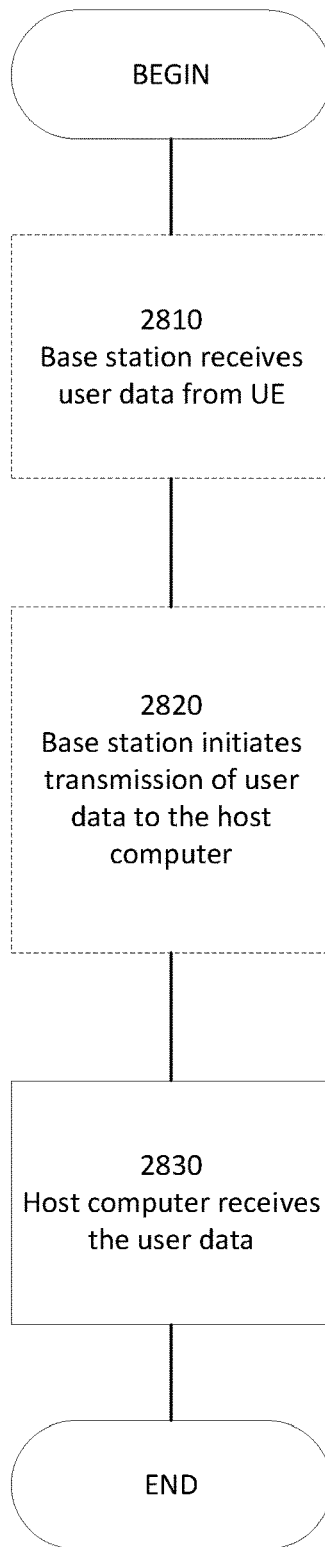 BEGIN
2810
Base station receives
user data from UE
2820
Base station initiates
transmission of user
data to the host
computer
2830
Host computer receives
the user data
END